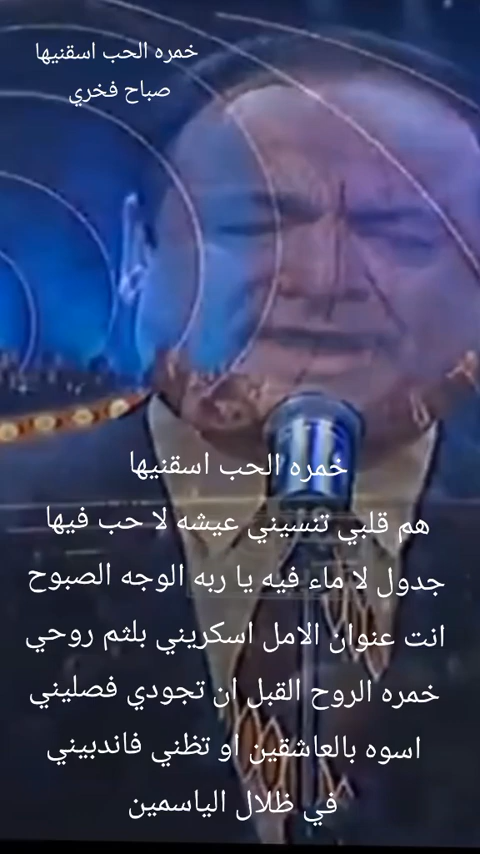 خمره الحب اسقنيها
صباح فخري
خمره الحب اسقنيها
هم قلبي تنسيني عيشه لا حب فيها
جدول لا ماء فيه يا ربه الوجه الصبوح
انت عنوان الامل اسكريني بلثم روحي
خمره الروح القبل ان تجودي فصليني
اسوه بالعاشقين او تظني فاندبيني
في ظلال الياسمين